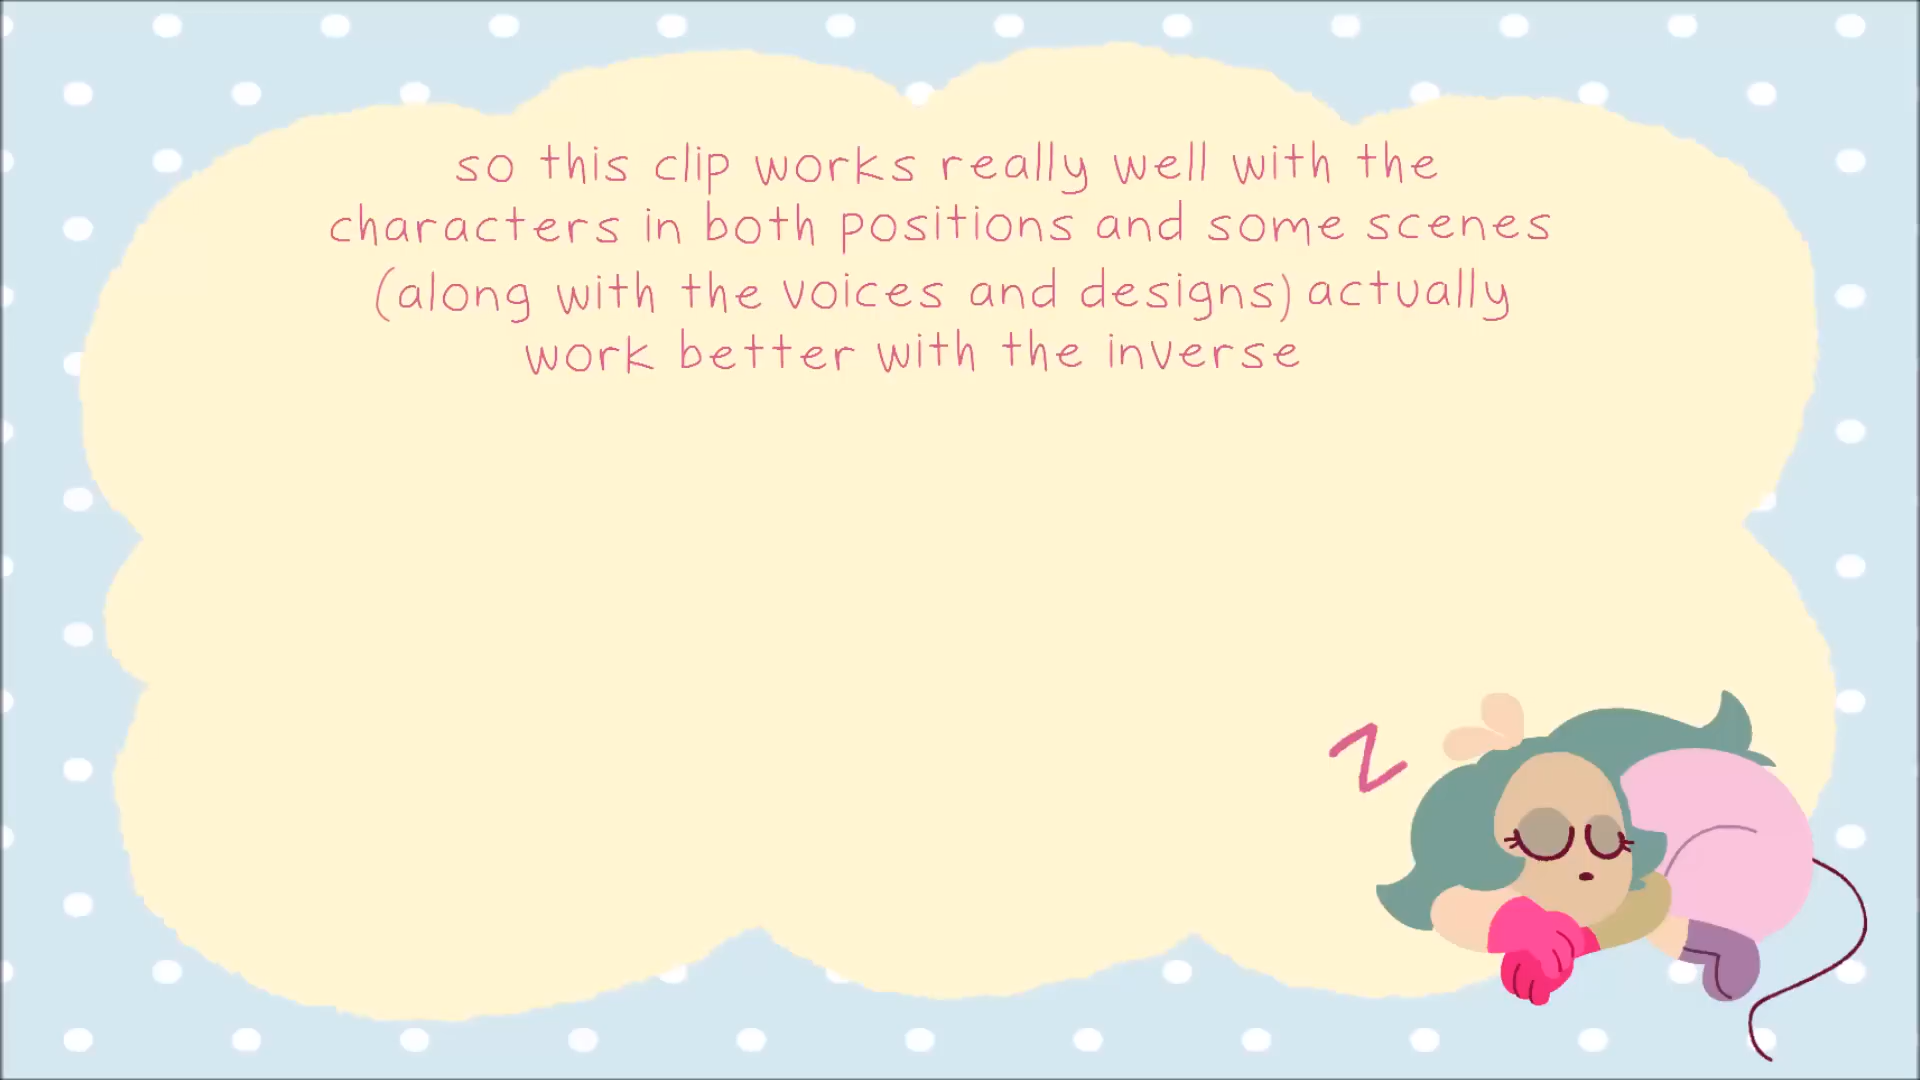 so this clip works really well with the
characters in both positions and some scenes
(along with the voices and designs) actually
work better with the inverse
z